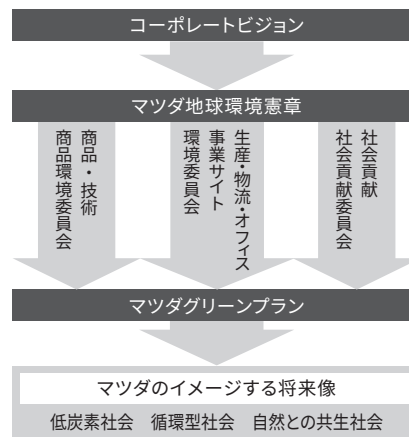 コーポレートビジョン
マツダ地球環境憲章
商品・技術
商品環境委員会
生産・物流・オフィス
事業サイト
環境委員会
社会貢献
社会貢献委員会
マツダグリーンプラン
マツダのイメージする将来像
低炭素社会 循環型社会 自然との共生社会